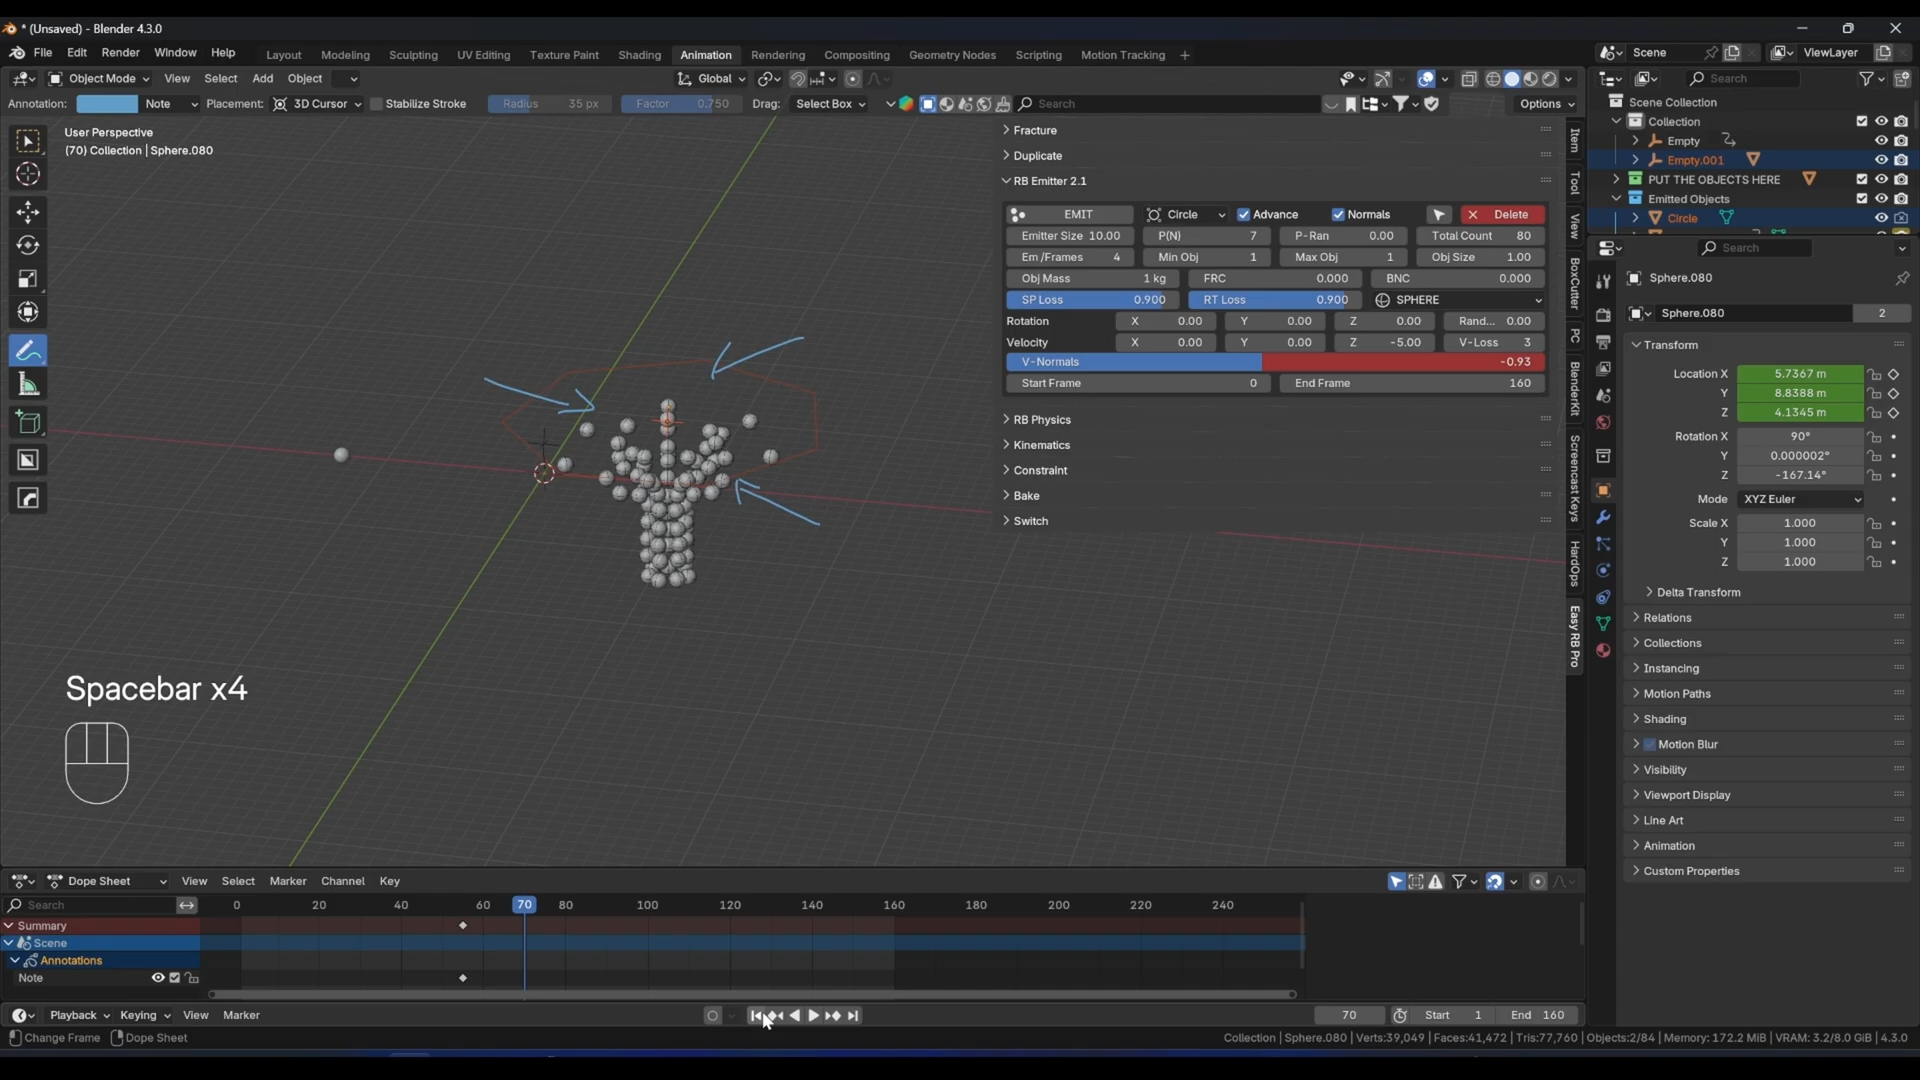 * (Unsaved) - Blender 4.3.0
File Edit Render Window Help Layout Modeling Sculpting UV Editing Texture Paint Shading Animation Rendering Compositing Geometry Nodes Scripting Motion Tracking +
Scene ViewLayer
Object Mode View Select Add Object Global
Annotation: Note Placement: 3D Cursor Stabilize Stroke Radius 35 px Factor 0.750 Drag: Select Box Search Options
User Perspective
(70) Collection | Sphere.080
Fracture
Duplicate
RB Emitter 2.1
EMIT Circle Advance Normals Delete
Emitter Size 10.00 P(N) 7 P-Ran 0.00 Total Count 80
Em /Frames 4 Min Obj 1 Max Obj 1 Obj Size 1.00
Obj Mass 1 kg FRC 0.000 BNC 0.000
SP Loss 0.900 RT Loss 0.900 SPHERE
Rotation X 0.00 Y 0.00 Z 0.00 Rand... 0.00
Velocity X 0.00 Y 0.00 Z -5.00 V-Loss 3
V-Normals -0.93
Start Frame 0 End Frame 160
RB Physics
Kinematics
Constraint
Bake
Switch
Item
Tool
View
BoxCutter
PC
BlenderKit
Screencast Keys
HardOps
Easy RB Pro
Search
Scene Collection
Collection
Empty
Empty.001
PUT THE OBJECTS HERE
Emitted Objects
Circle
Search
Sphere.080
Sphere.080 2
Transform
Location X 5.7367 m
Y 8.8388 m
Z 4.1345 m
Rotation X 90°
Y 0.000002°
Z -167.14°
Mode XYZ Euler
Scale X 1.000
Y 1.000
Z 1.000
Delta Transform
Relations
Collections
Instancing
Motion Paths
Shading
Motion Blur
Visibility
Viewport Display
Line Art
Animation
Custom Properties
Spacebar x4
Dope Sheet View Select Marker Channel Key
Search 0 20 40 60 70 80 100 120 140 160 180 200 220 240
Summary
Scene
Annotations
Note
Playback Keying View Marker 70 Start 1 End 160
Change Frame Dope Sheet Collection | Sphere.080 | Verts:39,049 | Faces:41,472 | Tris:77,760 | Objects:2/84 | Memory: 172.2 MiB | VRAM: 3.2/8.0 GiB | 4.3.0